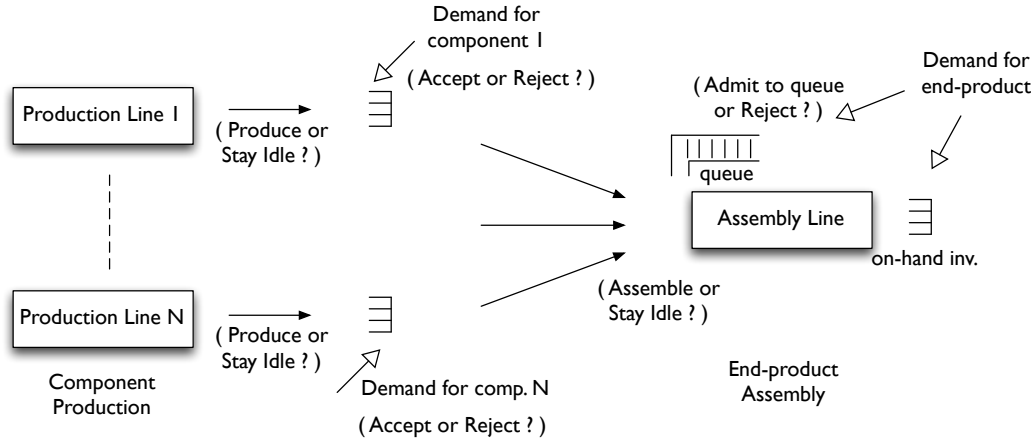 Demand for
component 1
( Accept or Reject ? )
Production Line 1
( Produce or
Stay Idle ? )
Demand for
end-product
( Admit to queue
or Reject ? )
queue
Assembly Line
on-hand inv.
( Assemble or
Stay Idle ? )
Production Line N
( Produce or
Stay Idle ? )
Component
Production
Demand for comp. N
( Accept or Reject ? )
End-product
Assembly